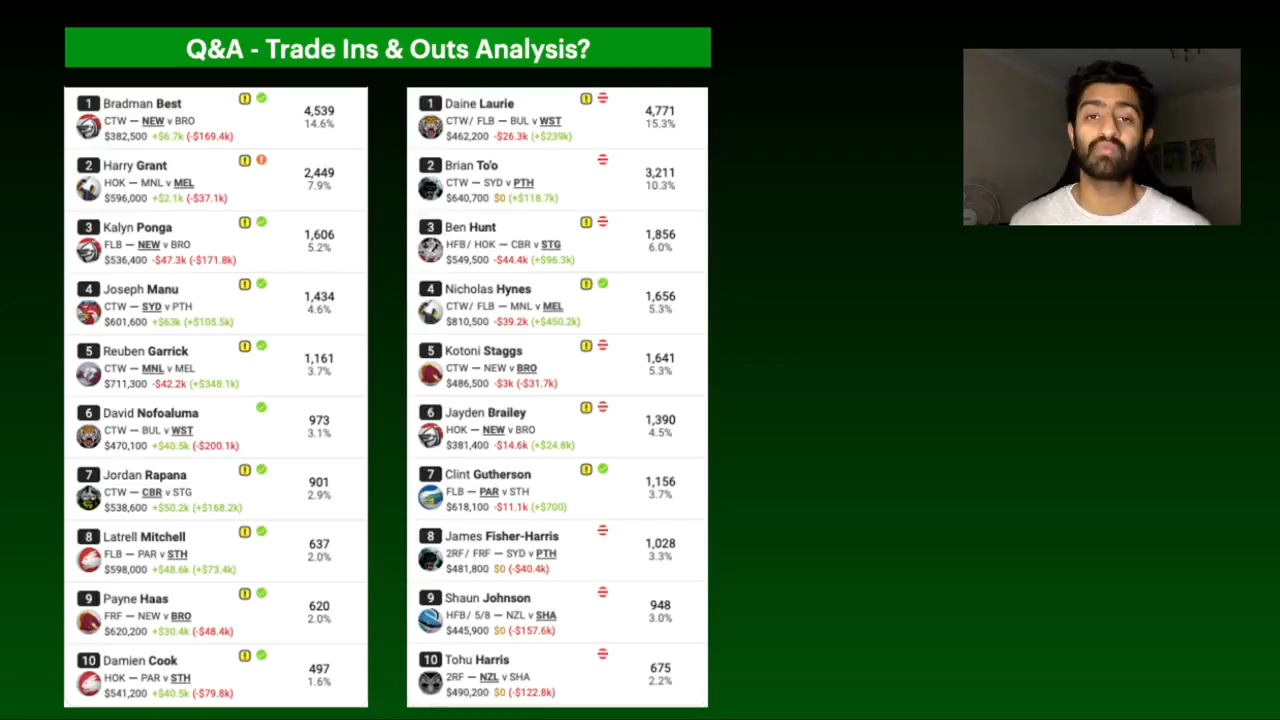 Q&A - Trade Ins & Outs Analysis?
1 Bradman Best
CTW — NEW v BRO
$382,500 +$6.7k (-$169.4k)
4,539
14.6%
2 Harry Grant
HOK — MNL v MEL
$596,000 +$2.1k (-$37.1k)
2,449
7.9%
3 Kalyn Ponga
FLB — NEW v BRO
$536,400 -$47.3k (-$171.8k)
1,606
5.2%
4 Joseph Manu
CTW — SYD v PTH
$601,600 +$63k (+$105.5k)
1,434
4.6%
5 Reuben Garrick
CTW — MNL v MEL
$711,300 -$42.2k (+$348.1k)
1,161
3.7%
6 David Nofoaluma
CTW — BUL v WST
$470,100 +$40.5k (-$200.1k)
973
3.1%
7 Jordan Rapana
CTW — CBR v STG
$538,600 +$50.2k (+$168.2k)
901
2.9%
8 Latrell Mitchell
FLB — PAR v STH
$598,000 +$48.6k (+$73.4k)
637
2.0%
9 Payne Haas
FRF — NEW v BRO
$620,200 +$30.4k (-$48.4k)
620
2.0%
10 Damien Cook
HOK — PAR v STH
$541,200 +$40.5k (-$79.8k)
497
1.6%
1 Daine Laurie
CTW/ FLB — BUL v WST
$462,200 -$26.3k (+$239k)
4,771
15.3%
2 Brian To'o
CTW — SYD v PTH
$640,700 $0 (+$118.7k)
3,211
10.3%
3 Ben Hunt
HFB/ HOK — CBR v STG
$549,500 -$44.4k (+$96.3k)
1,856
6.0%
4 Nicholas Hynes
CTW/ FLB — MNL v MEL
$810,500 -$39.2k (+$450.2k)
1,656
5.3%
5 Kotoni Staggs
CTW — NEW v BRO
$486,500 -$3k (-$31.7k)
1,641
5.3%
6 Jayden Brailey
HOK — NEW v BRO
$381,400 -$14.6k (+$24.8k)
1,390
4.5%
7 Clint Gutherson
FLB — PAR v STH
$618,100 -$11.1k (+$700)
1,156
3.7%
8 James Fisher-Harris
2RF/ FRF — SYD v PTH
$481,800 $0 (-$40.4k)
1,028
3.3%
9 Shaun Johnson
HFB/ 5/8 — NZL v SHA
$445,900 $0 (-$157.6k)
948
3.0%
10 Tohu Harris
2RF — NZL v SHA
$490,200 $0 (-$122.8k)
675
2.2%